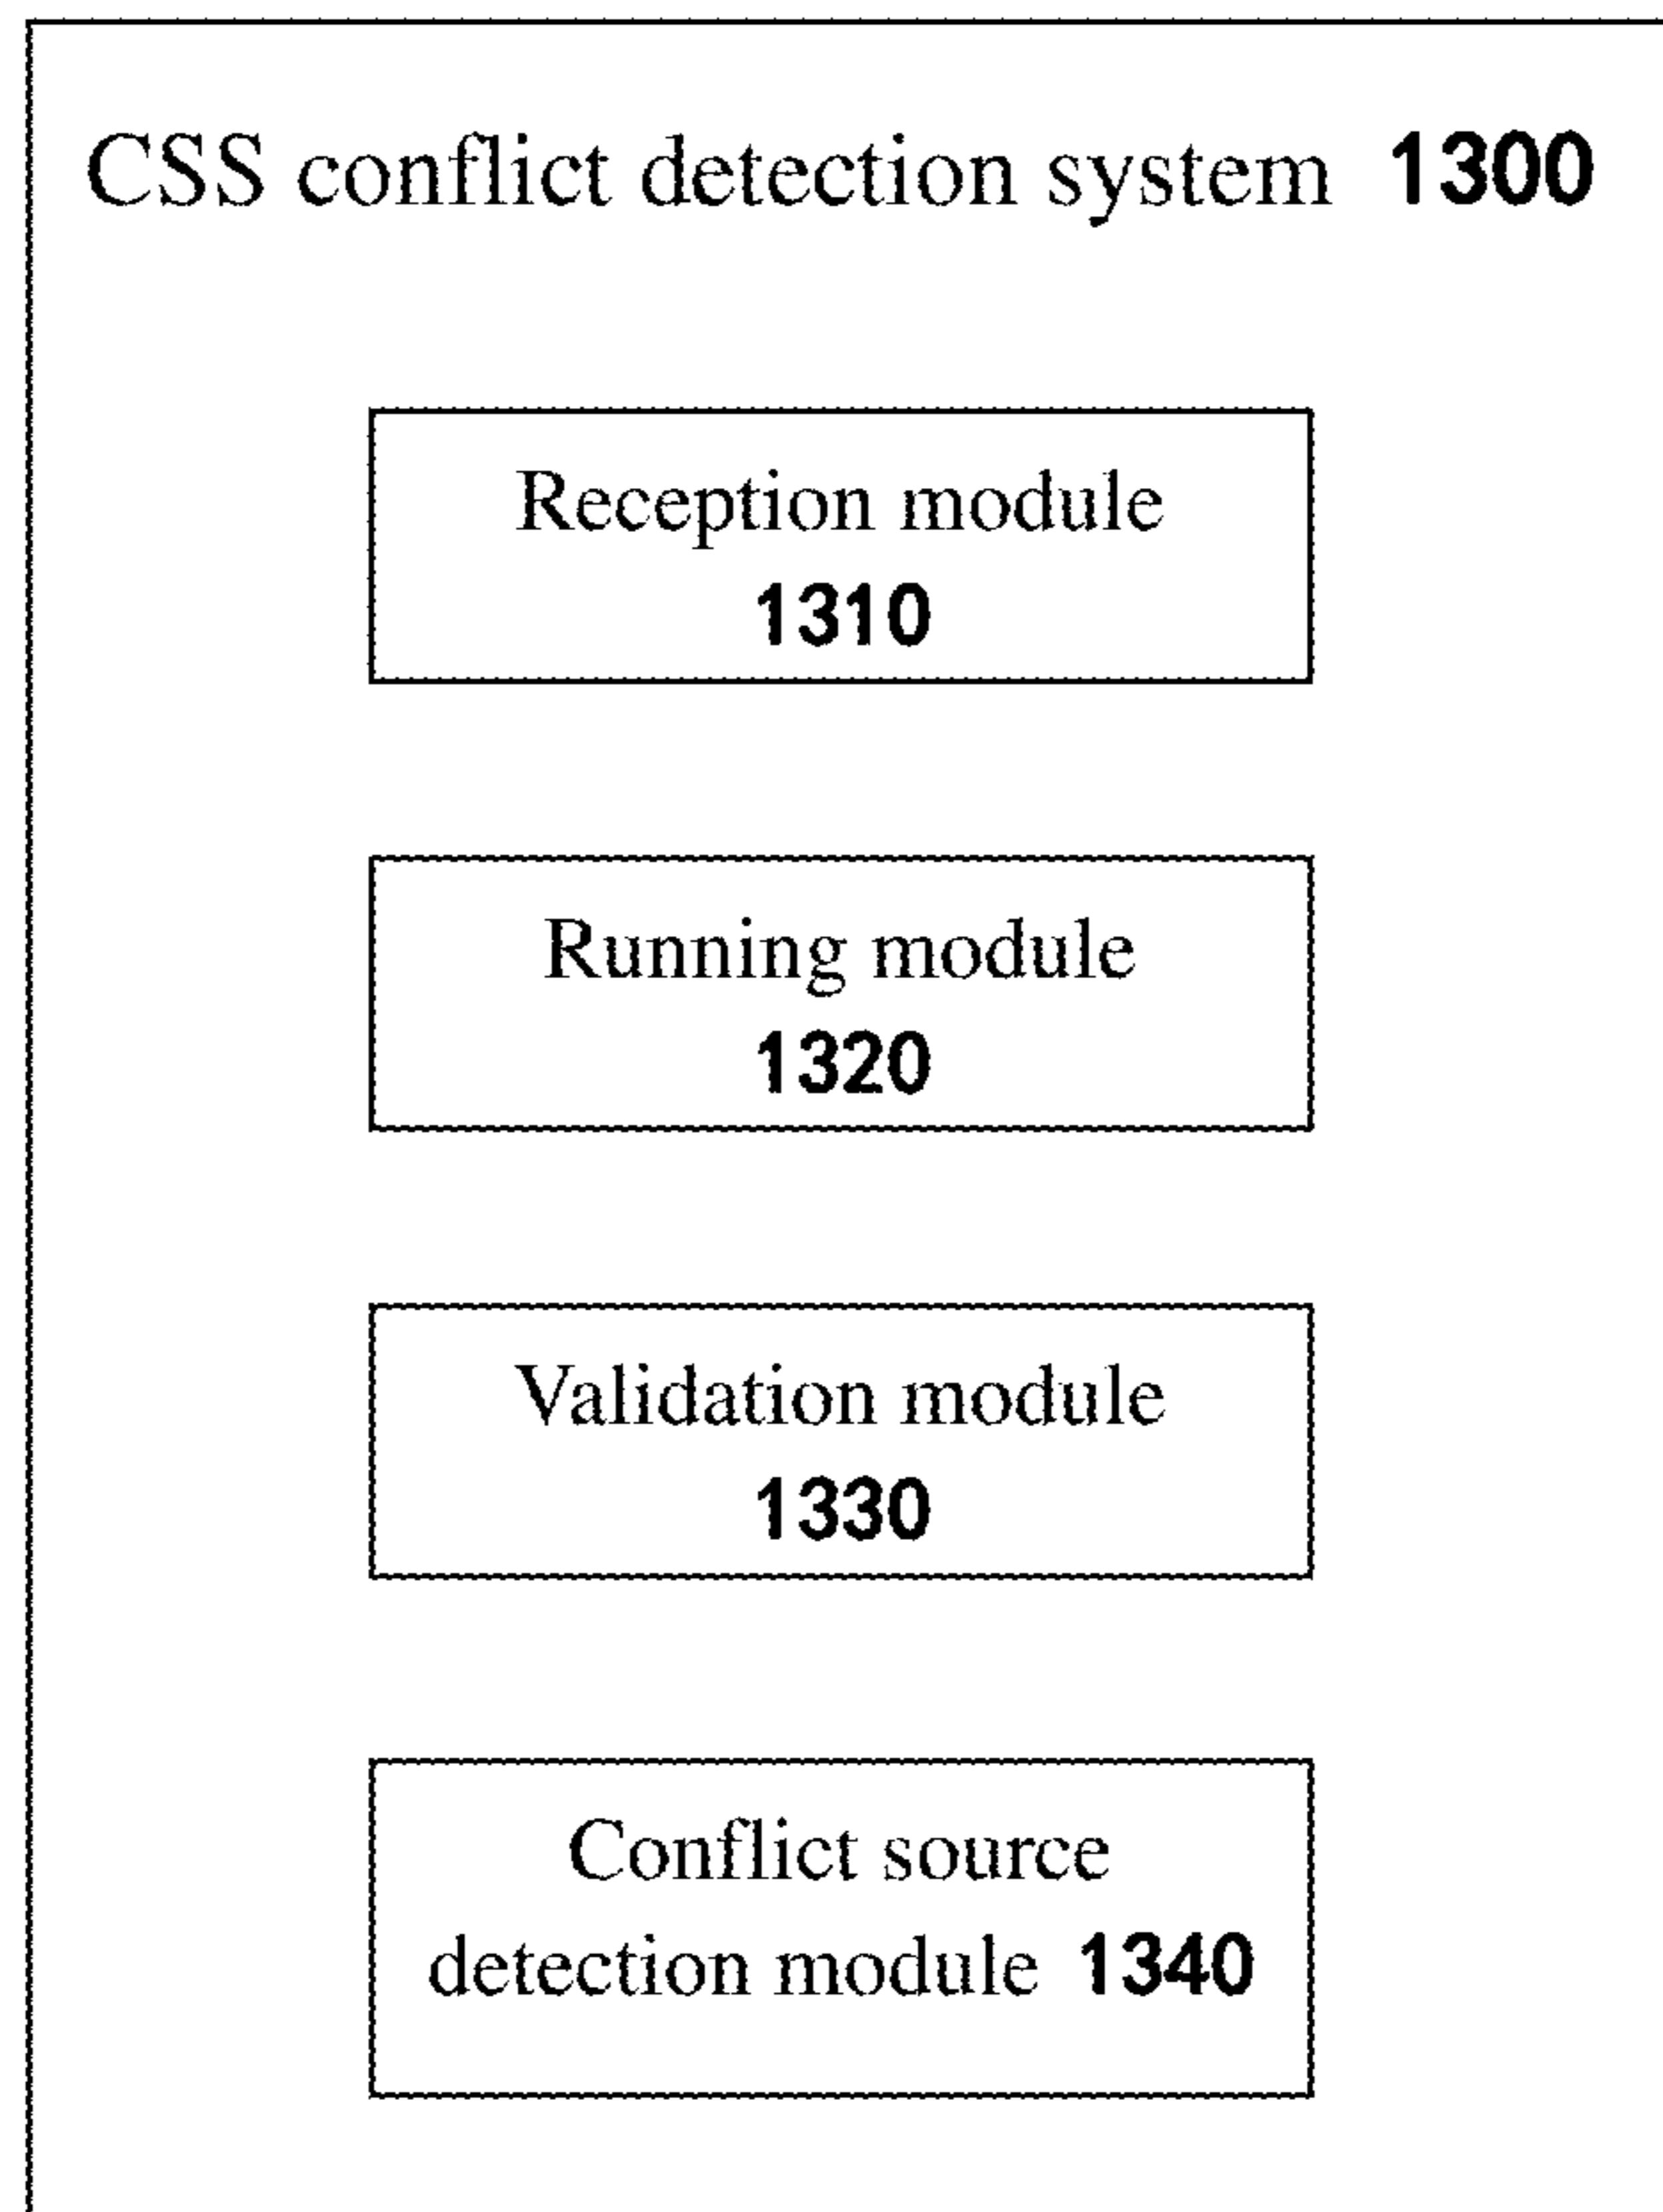 CSS conflict detection system 1300
Reception module
1310
Running module
1320
Validation module
1330
Conflict source
detection module 1340